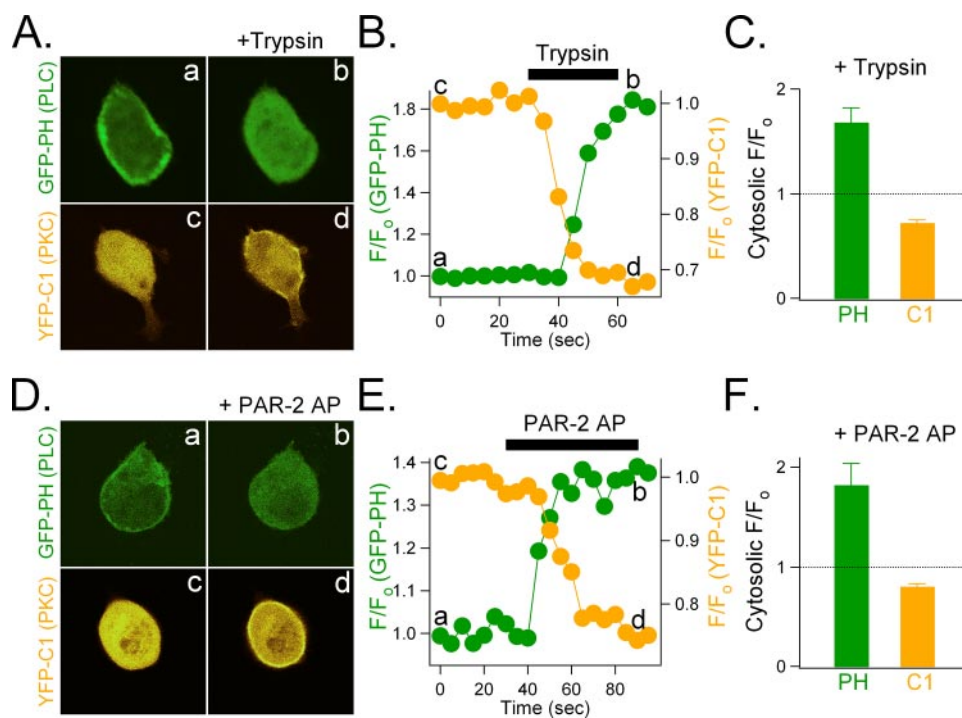 A.
+Trypsin
GFP-PH (PLC)
a
b
YFP-C1 (PKC)
c
d
B.
Trypsin
c
b
a
d
1.8
1.6
1.4
1.2
1.0
F/Fo (GFP-PH)
1.0
0.9
0.8
0.7
F/Fo (YFP-C1)
0 20 40 60
Time (sec)
C.
+ Trypsin
2
1
0
Cytosolic F/Fo
PH C1
D.
+ PAR-2 AP
GFP-PH (PLC)
a
b
YFP-C1 (PKC)
c
d
E.
PAR-2 AP
c
b
a
d
1.4
1.3
1.2
1.1
1.0
F/Fo (GFP-PH)
1.0
0.9
0.8
F/Fo (YFP-C1)
0 20 40 60 80
Time (sec)
F.
+ PAR-2 AP
2
1
0
Cytosolic F/Fo
PH C1